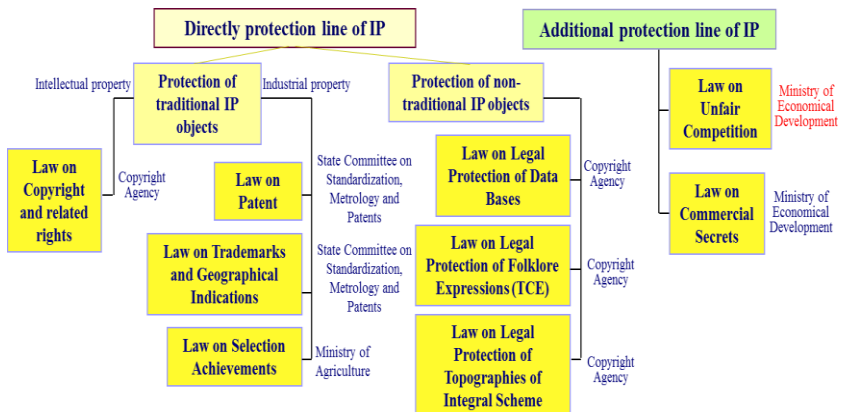 Directly protection line of IP
Additional protection line of IP
Intellectual property
Protection of
traditional IP
objects
Industrial property
Protection of non-
traditional IP objects
Law on
Unfair
Competition
Ministry of
Economical
Development
Law on
Copyright
and related
rights
Copyright
Agency
Law on
Patent
State Committee on
Standardization,
Metrology and
Patents
Law on Legal
Protection of Data
Bases
Copyright
Agency
Law on
Commercial
Secrets
Ministry of
Economical
Development
Law on Trademarks
and Geographical
Indications
State Committee on
Standardization,
Metrology and
Patents
Law on Legal
Protection of Folklore
Expressions (TCE)
Copyright
Agency
Law on Selection
Achievements
Ministry of
Agriculture
Law on Legal
Protection of
Topographies of
Integral Scheme
Copyright
Agency